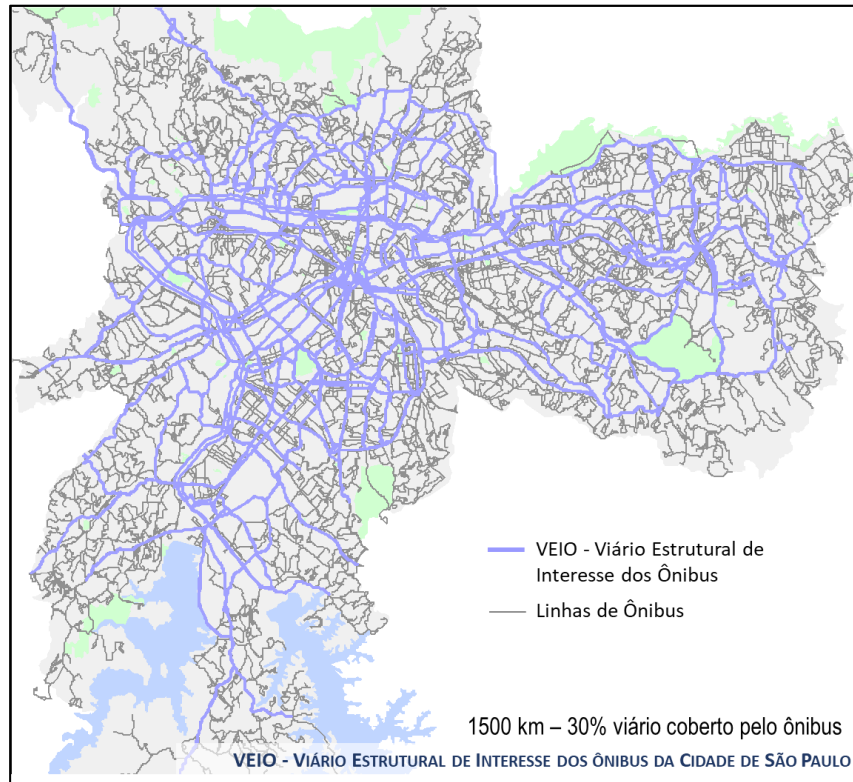 VEIO - Viário Estrutural de
Interesse dos Ônibus
Linhas de Ônibus
1500 km – 30% viário coberto pelo ônibus
VEIO - VIÁRIO ESTRUTURAL DE INTERESSE DOS ÔNIBUS DA CIDADE DE SÃO PAULO